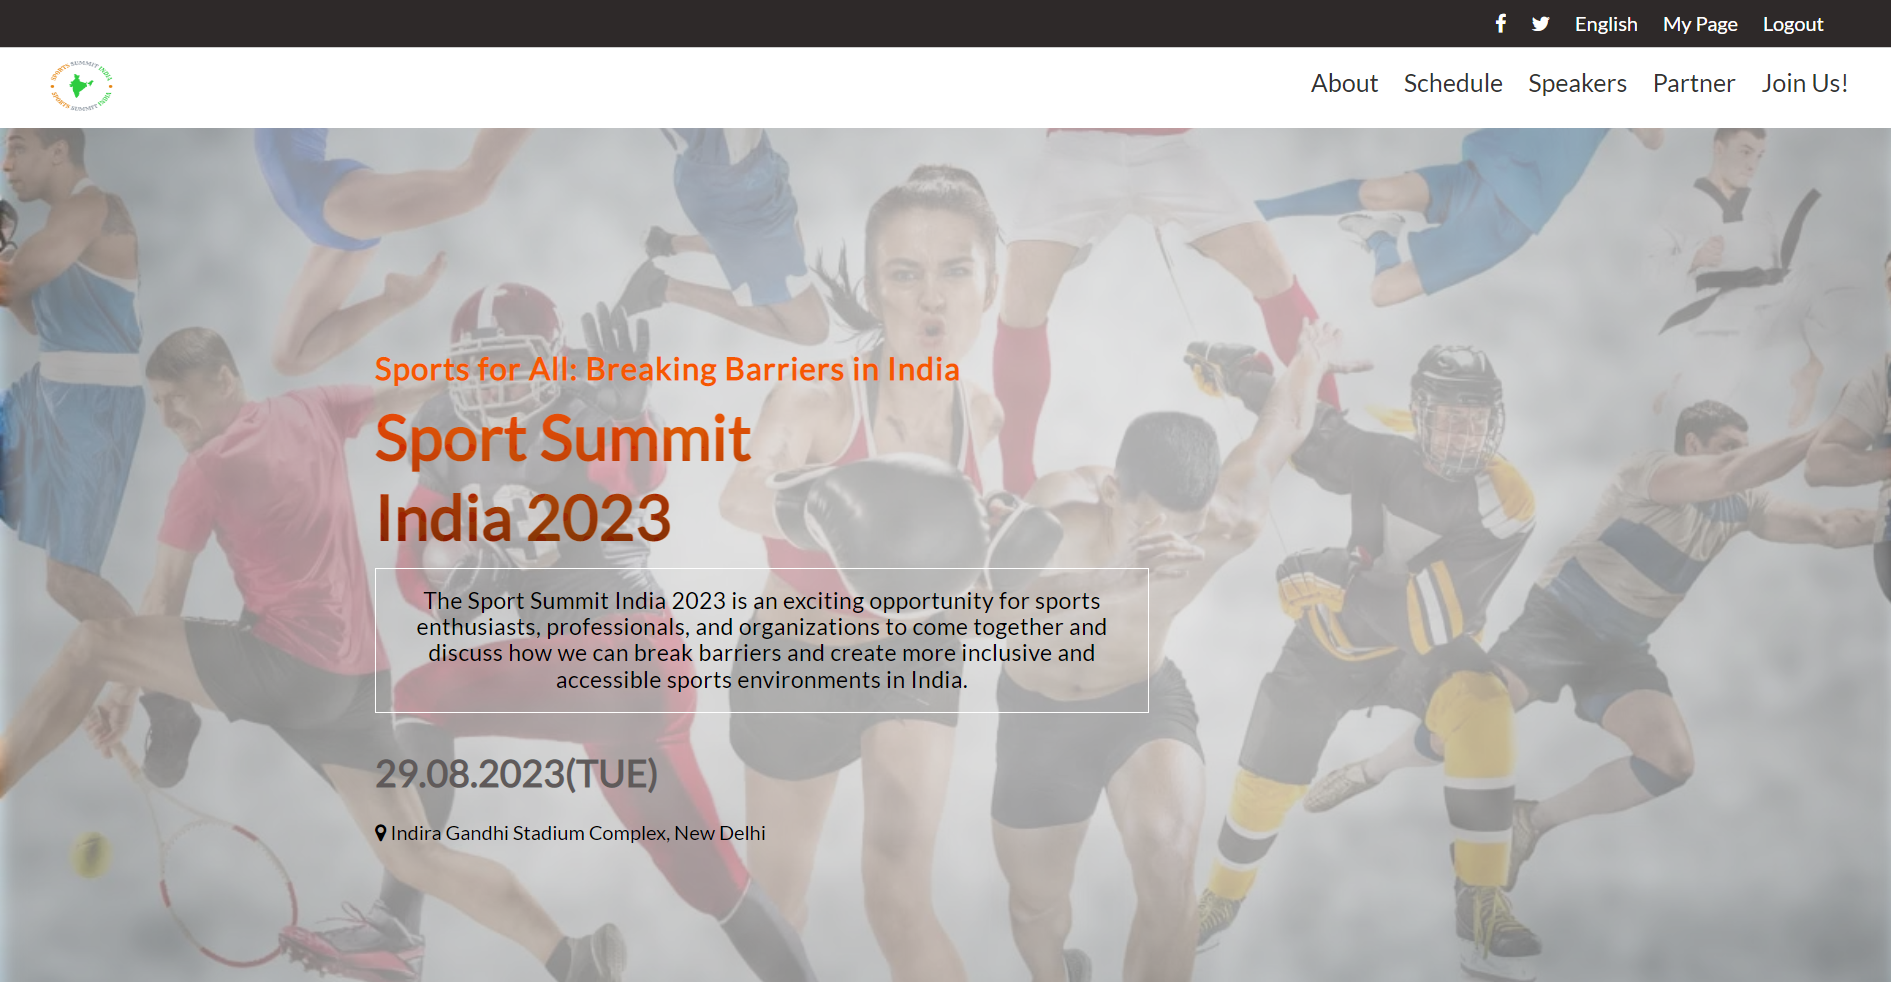 English My Page Logout
SPORTS SUMMIT INDIA
SPORTS SUMMIT INDIA
About Schedule Speakers Partner Join Us!
Sports for All: Breaking Barriers in India
Sport Summit
India 2023
The Sport Summit India 2023 is an exciting opportunity for sports
enthusiasts, professionals, and organizations to come together and
discuss how we can break barriers and create more inclusive and
accessible sports environments in India.
29.08.2023(TUE)
Indira Gandhi Stadium Complex, New Delhi